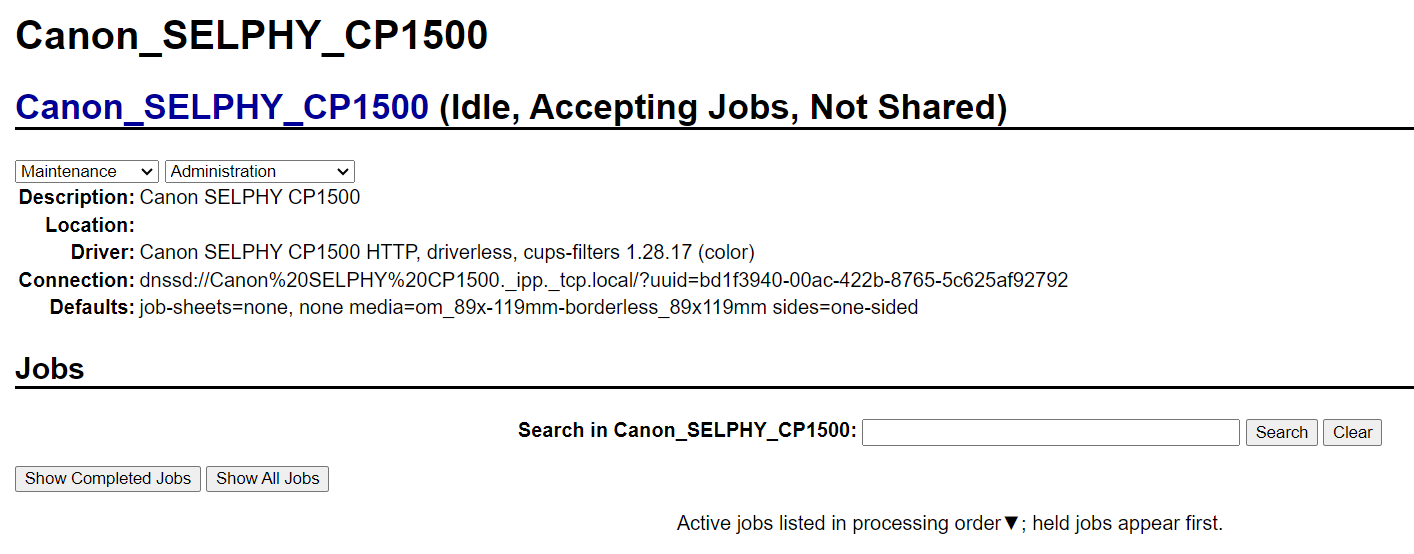 Canon_SELPHY_CP1500
Canon_SELPHY_CP1500 (Idle, Accepting Jobs, Not Shared)
Maintenance Administration
Description: Canon SELPHY CP1500
Location:
Driver: Canon SELPHY CP1500 HTTP, driverless, cups-filters 1.28.17 (color)
Connection: dnssd://Canon%20SELPHY%20CP1500._ipp._tcp.local/?uuid=bd1f3940-00ac-422b-8765-5c625af92792
Defaults: job-sheets=none, none media=om_89x-119mm-borderless_89x119mm sides=one-sided
Jobs
Search in Canon_SELPHY_CP1500: Search Clear
Show Completed Jobs Show All Jobs
Active jobs listed in processing order▼; held jobs appear first.